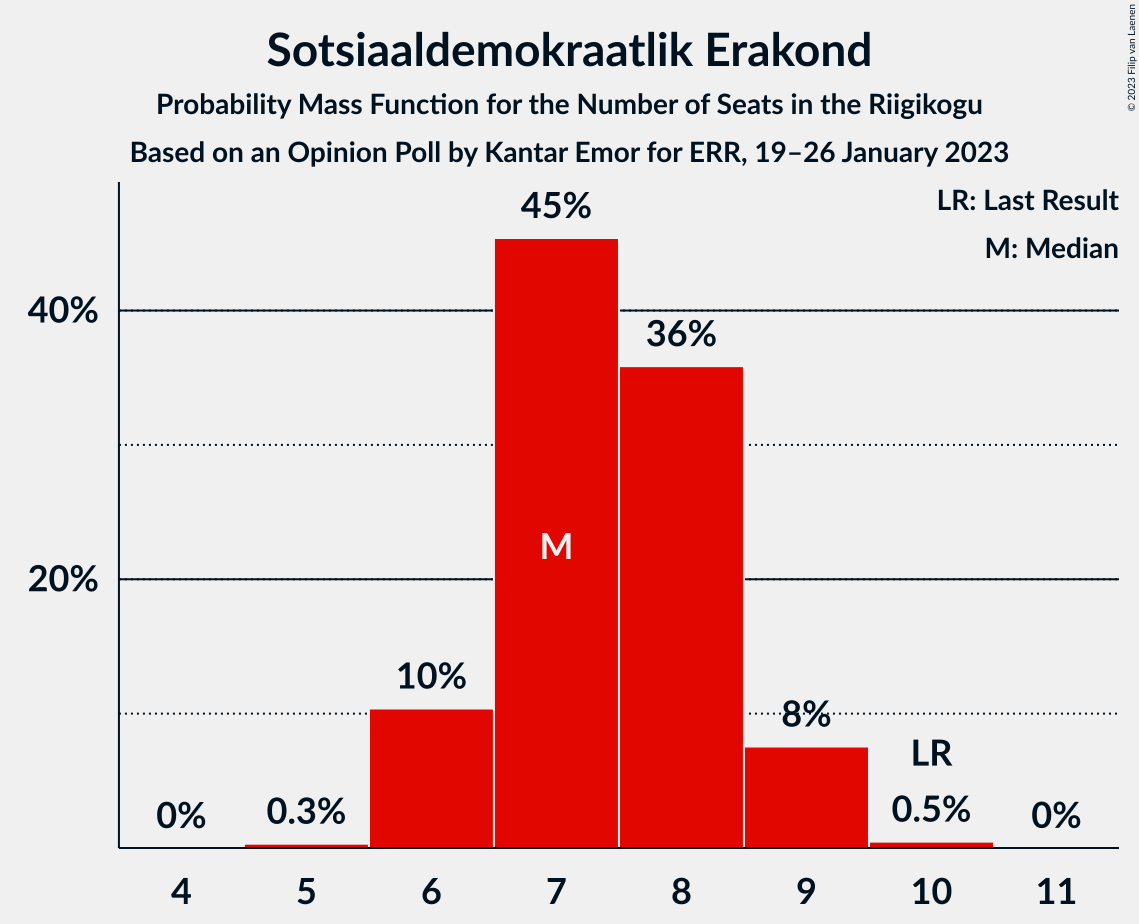 Sotsiaaldemokraatlik Erakond
Probability Mass Function for the Number of Seats in the Riigikogu
Based on an Opinion Poll by Kantar Emor for ERR, 19–26 January 2023
© 2023 Filip van Laenen
LR: Last Result
M: Median
45%
40%
36%
M
20%
10%
8%
LR
0%
0.3%
0.5%
0%
4 5 6 7 8 9 10 11